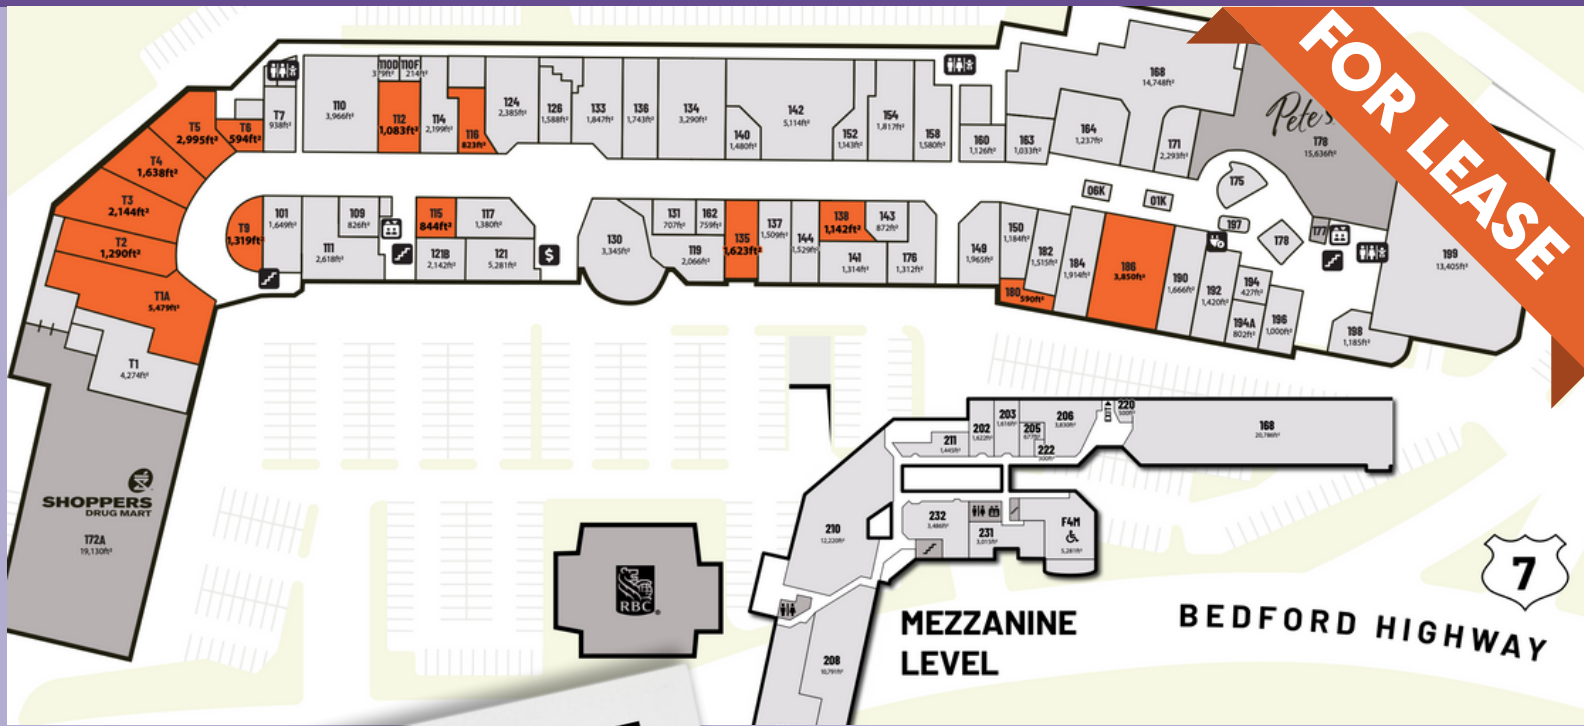 FOR LEASE
110D
379ft²
110F
214ft²
T7
938ft²
110
3,966ft²
112
1,083ft²
114
2,199ft²
116
823ft²
124
2,385ft²
126
1,588ft²
133
1,847ft²
136
1,743ft²
134
3,290ft²
140
1,480ft²
142
5,114ft²
152
1,143ft²
154
1,817ft²
158
1,580ft²
160
1,126ft²
163
1,033ft²
168
14,748ft²
164
1,237ft²
171
2,293ft²
Pete's
178
15,636ft²
T5
2,995ft²
T6
594ft²
T4
1,638ft²
T3
2,144ft²
T2
1,290ft²
T1A
5,479ft²
T1
4,274ft²
T9
1,319ft²
101
1,649ft²
111
2,618ft²
109
826ft²
115
844ft²
117
1,380ft²
121B
2,142ft²
121
5,281ft²
$
130
3,345ft²
131
707ft²
162
759ft²
119
2,066ft²
135
1,623ft²
137
1,509ft²
144
1,529ft²
138
1,142ft²
143
872ft²
141
1,314ft²
176
1,312ft²
149
1,965ft²
150
1,184ft²
180
590ft²
182
1,515ft²
184
1,914ft²
186
3,850ft²
190
1,666ft²
192
1,420ft²
194
427ft²
194A
802ft²
196
1,000ft²
198
1,185ft²
199
13,405ft²
06K
01K
175
197
178
177
SHOPPERS
DRUG MART
172A
19,130ft²
RBC
211
1,445ft²
202
1,622ft²
203
1,616ft²
205
677ft²
206
3,830ft²
222
300ft²
EXIT
220
300ft²
168
20,786ft²
210
12,220ft²
232
3,486ft²
231
3,015ft²
F4M
5,281ft²
208
10,791ft²
MEZZANINE
LEVEL
BEDFORD HIGHWAY
7